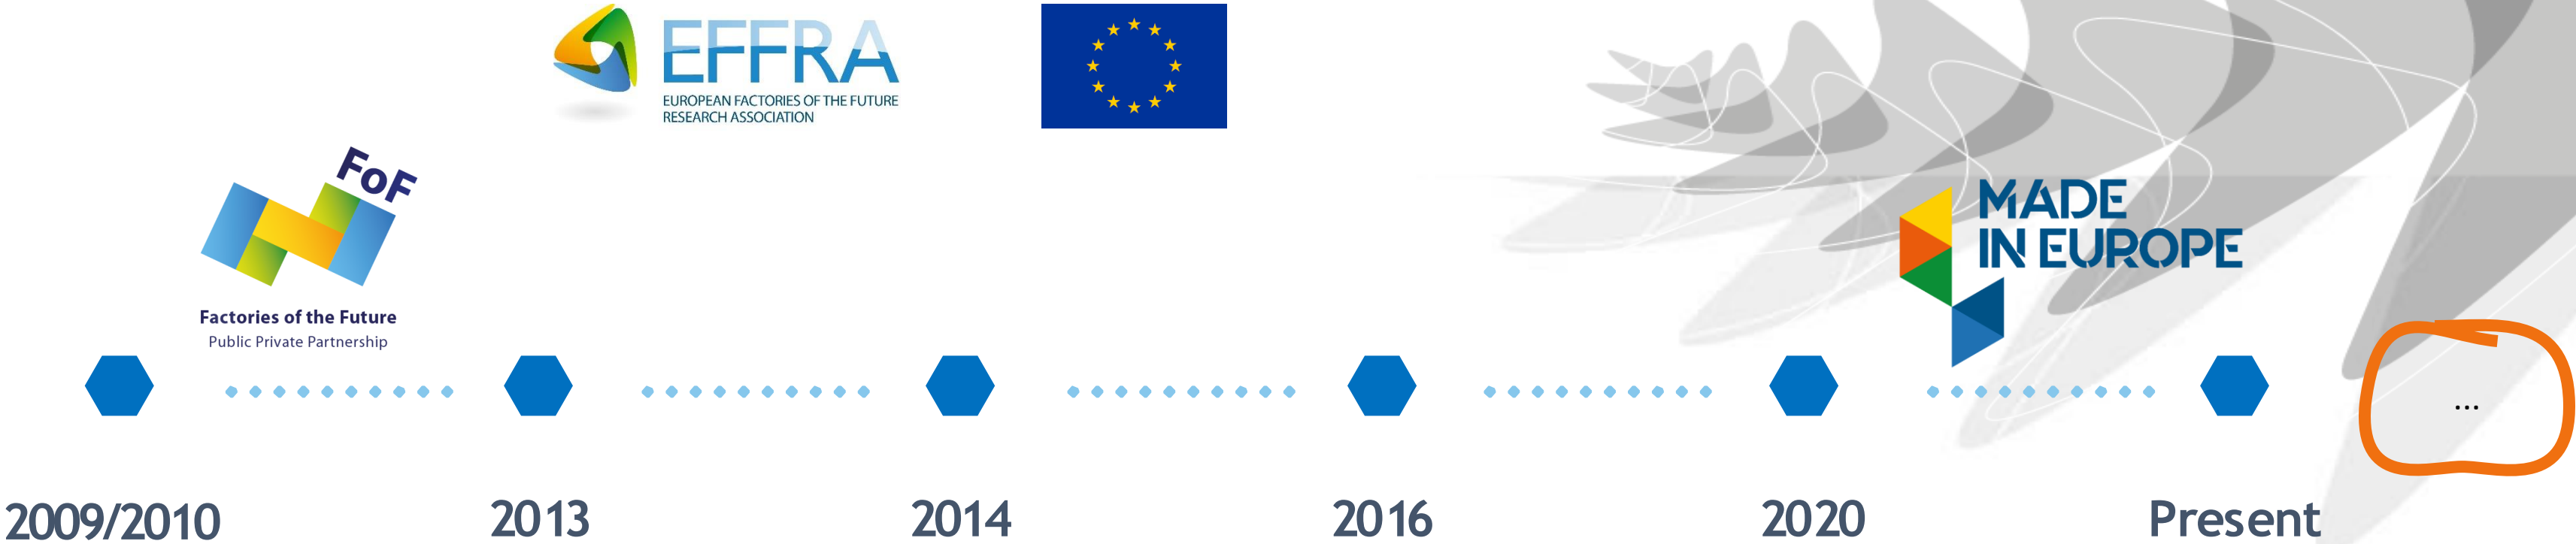 EFFRA
EUROPEAN FACTORIES OF THE FUTURE
RESEARCH ASSOCIATION
FoF
Factories of the Future
Public Private Partnership
MADE
IN EUROPE
...
2009/2010
2013
2014
2016
2020
Present